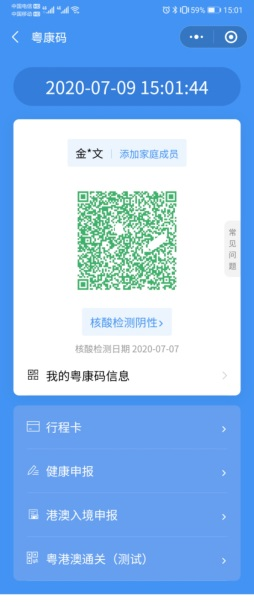 中国电信
中国移动
59% 15:01
粤康码
2020-07-09 15:01:44
金*文 添加家庭成员
常见问题
核酸检测阴性>
核酸检测日期 2020-07-07
我的粤康码信息
行程卡
健康申报
港澳入境申报
粤港澳通关（测试）